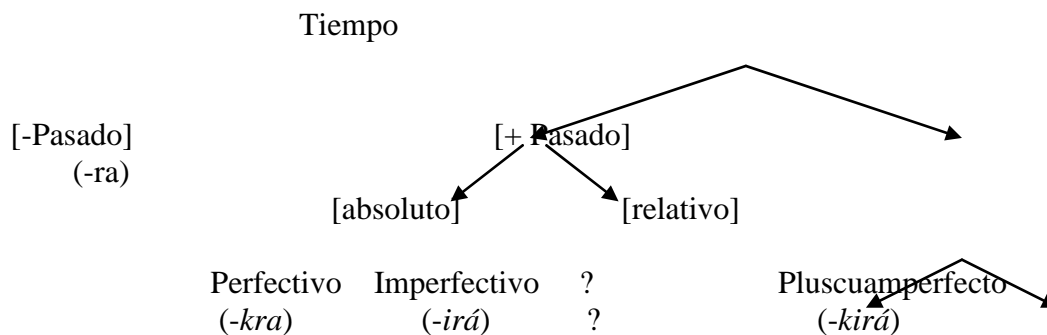 Tiempo
[-Pasado] [+ Pasado]
(-ra)
[absoluto] [relativo]
Perfectivo Imperfectivo ? Pluscuamperfecto
(-kra) (-irá) ? (-kirá)